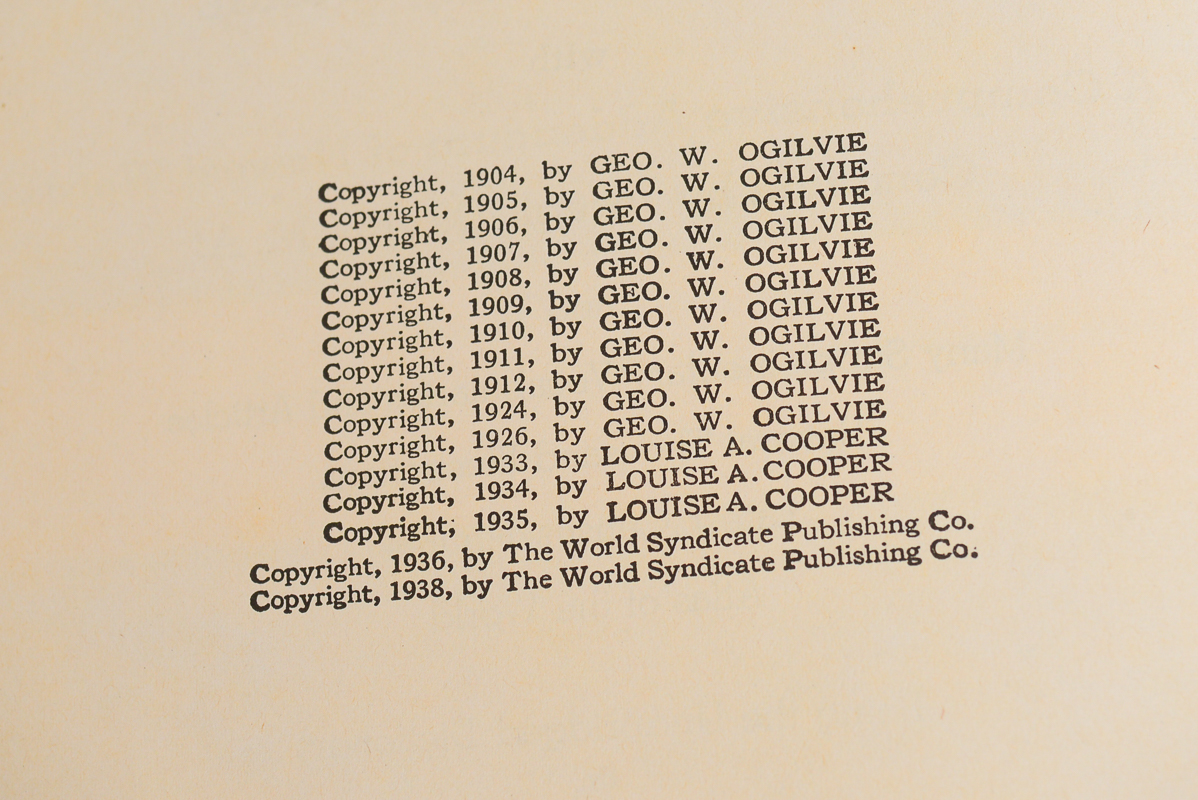 Copyright, 1904, by GEO. W. OGILVIE
Copyright, 1905, by GEO. W. OGILVIE
Copyright, 1906, by GEO. W. OGILVIE
Copyright, 1907, by GEO. W. OGILVIE
Copyright, 1908, by GEO. W. OGILVIE
Copyright, 1909, by GEO. W. OGILVIE
Copyright, 1910, by GEO. W. OGILVIE
Copyright, 1911, by GEO. W. OGILVIE
Copyright, 1912, by GEO. W. OGILVIE
Copyright, 1924, by GEO. W. OGILVIE
Copyright, 1926, by GEO. W. OGILVIE
Copyright, 1933, by LOUISE A. COOPER
Copyright, 1934, by LOUISE A. COOPER
Copyright; 1935, by LOUISE A. COOPER
Copyright, 1936, by The World Syndicate Publishing Co.
Copyright, 1938, by The World Syndicate Publishing Co.